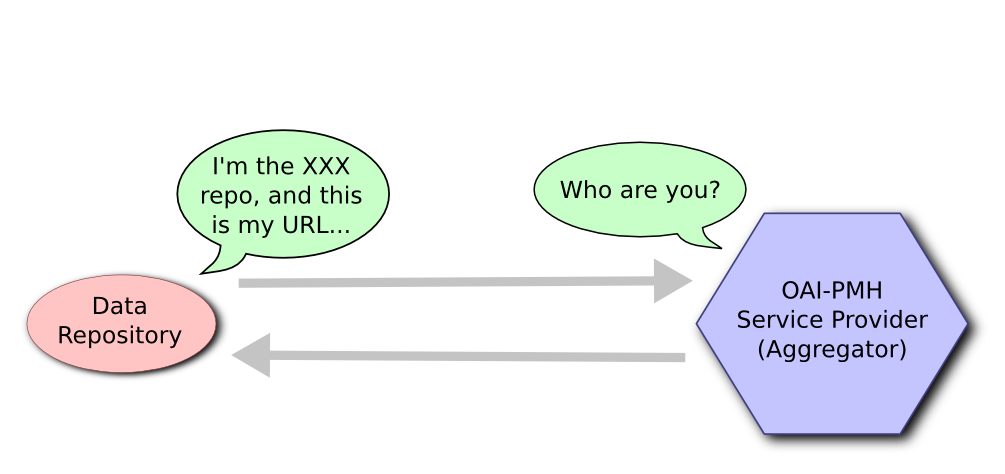 I'm the XXX
repo, and this
is my URL...
Who are you?
Data
Repository
OAI-PMH
Service Provider
(Aggregator)